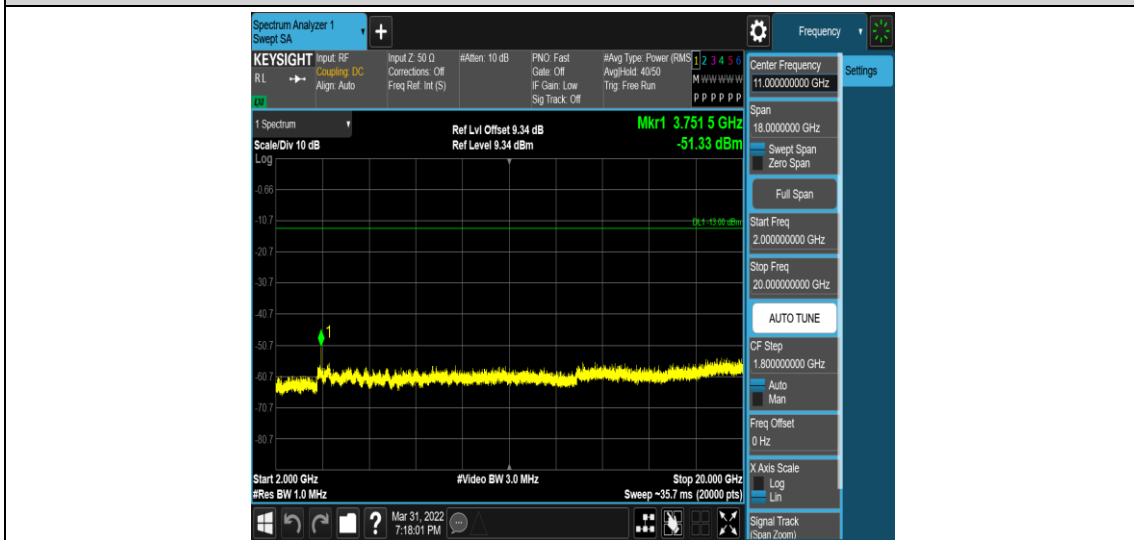 Spectrum Analyzer 1
Swept SA
+
Frequency
KEYSIGHT
RL
LXI
Input: RF
Coupling: DC
Align: Auto
Input Z: 50 Ω
Corrections: Off
Freq Ref: Int (S)
#Atten: 10 dB
PNO: Fast
Gate: Off
IF Gain: Low
Sig Track: Off
#Avg Type: Power (RMS
Avg|Hold: 40/50
Trig: Free Run
1 2 3 4 5 6
M W W W W W
P P P P P P
1 Spectrum
Scale/Div 10 dB
Ref Lvl Offset 9.34 dB
Ref Level 9.34 dBm
Mkr1 3.751 5 GHz
-51.33 dBm
Log
-0.66
-10.7
DL1 -13.00 dBm
-20.7
-30.7
-40.7
1
-50.7
-60.7
-70.7
-80.7
Start 2.000 GHz
#Video BW 3.0 MHz
Stop 20.000 GHz
#Res BW 1.0 MHz
Sweep ~35.7 ms (20000 pts)
Center Frequency
11.000000000 GHz
Settings
Span
18.0000000 GHz
Swept Span
Zero Span
Full Span
Start Freq
2.000000000 GHz
Stop Freq
20.000000000 GHz
AUTO TUNE
CF Step
1.800000000 GHz
Auto
Man
Freq Offset
0 Hz
X Axis Scale
Log
Lin
Signal Track
(Span Zoom)
?
Mar 31, 2022
7:18:01 PM